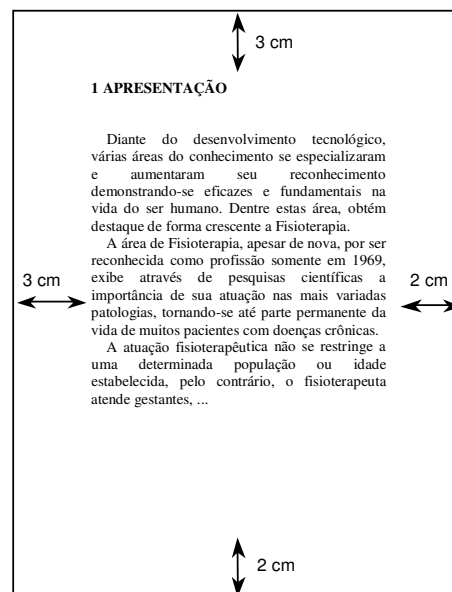 3 cm
1 APRESENTAÇÃO
Diante do desenvolvimento tecnológico,
várias áreas do conhecimento se especializaram
e aumentaram seu reconhecimento
demonstrando-se eficazes e fundamentais na
vida do ser humano. Dentre estas área, obtém
destaque de forma crescente a Fisioterapia.
A área de Fisioterapia, apesar de nova, por ser
reconhecida como profissão somente em 1969,
exibe através de pesquisas científicas a
importância de sua atuação nas mais variadas
patologias, tornando-se até parte permanente da
vida de muitos pacientes com doenças crônicas.
A atuação fisioterapêutica não se restringe a
uma determinada população ou idade
estabelecida, pelo contrário, o fisioterapeuta
atende gestantes, ...
3 cm
2 cm
2 cm